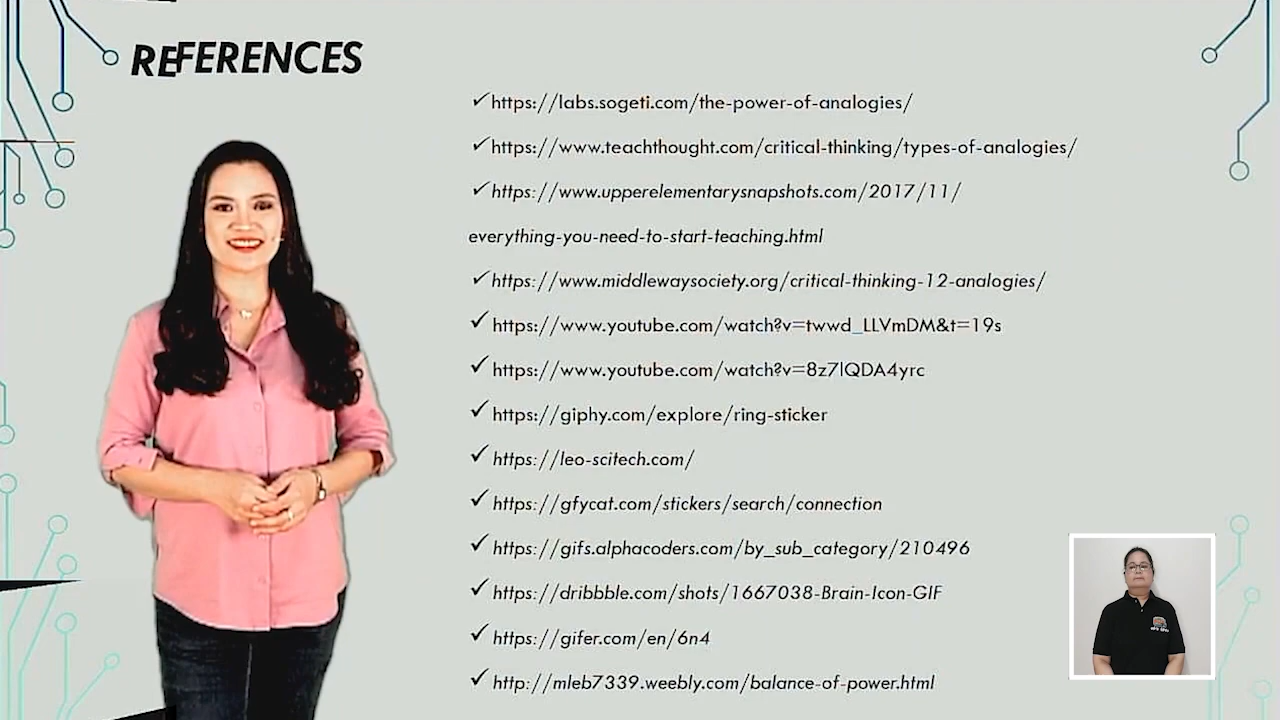 REFERENCES
✓https://labs.sogeti.com/the-power-of-analogies/
✓https://www.teachthought.com/critical-thinking/types-of-analogies/
✓https://www.upperelementarysnapshots.com/2017/11/
everything-you-need-to-start-teaching.html
✓https://www.middlewaysociety.org/critical-thinking-12-analogies/
✓https://www.youtube.com/watch?v=twwd_LLVmDM&t=19s
✓https://www.youtube.com/watch?v=8z7lQDA4yrc
✓https://giphy.com/explore/ring-sticker
✓https://leo-scitech.com/
✓https://gfycat.com/stickers/search/connection
✓https://gifs.alphacoders.com/by_sub_category/210496
✓https://dribbble.com/shots/1667038-Brain-Icon-GIF
✓https://gifer.com/en/6n4
✓http://mleb7339.weebly.com/balance-of-power.html